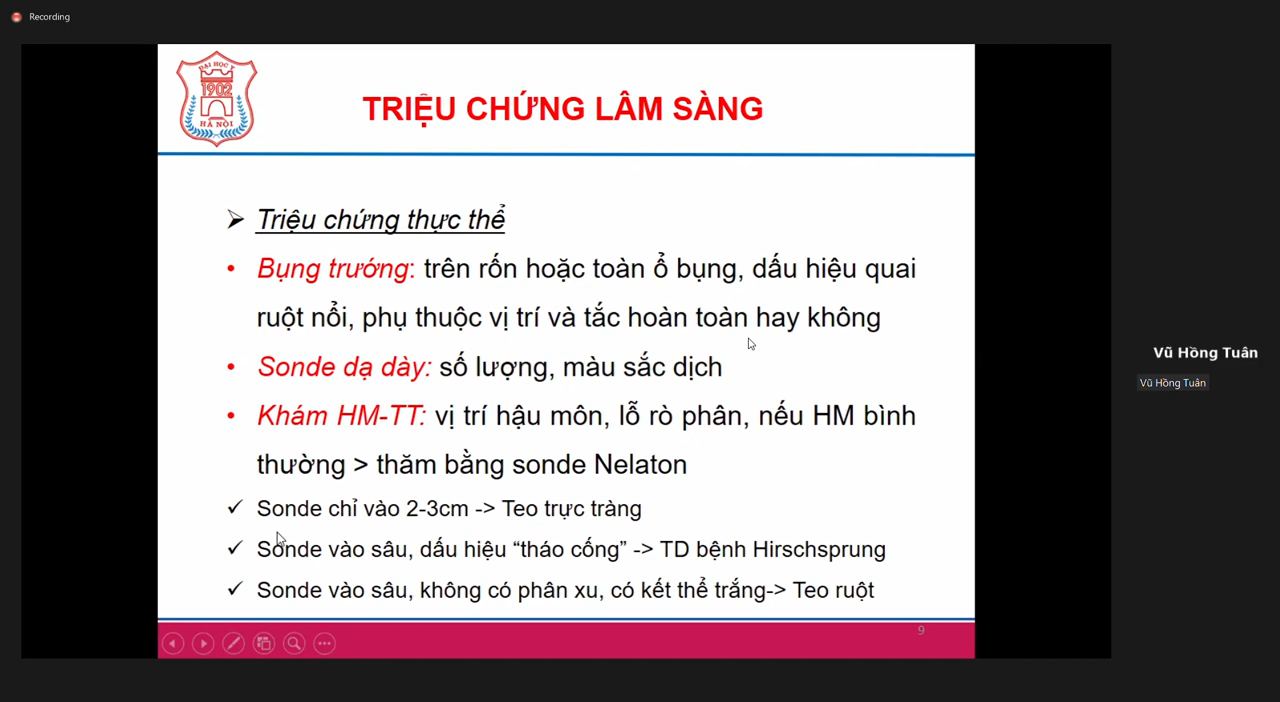 Recording
ĐẠI HỌC Y
1902
HÀ NỘI
TRIỆU CHỨNG LÂM SÀNG
➢ Triệu chứng thực thể
• Bụng trướng: trên rốn hoặc toàn ổ bụng, dấu hiệu quai
ruột nổi, phụ thuộc vị trí và tắc hoàn toàn hay không
• Sonde dạ dày: số lượng, màu sắc dịch
• Khám HM-TT: vị trí hậu môn, lỗ rò phân, nếu HM bình
thường > thăm bằng sonde Nelaton
✓ Sonde chỉ vào 2-3cm -> Teo trực tràng
✓ Sonde vào sâu, dấu hiệu “tháo cống” -> TD bệnh Hirschsprung
✓ Sonde vào sâu, không có phân xu, có kết thể trắng-> Teo ruột
9
Vũ Hồng Tuân
Vũ Hồng Tuân